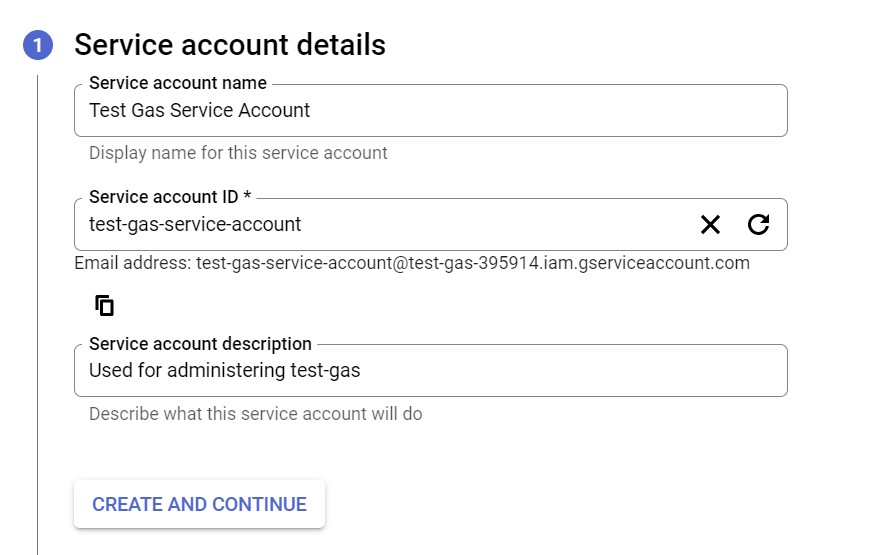 1 Service account details
Service account name
Test Gas Service Account
Display name for this service account
Service account ID *
test-gas-service-account
Email address: test-gas-service-account@test-gas-395914.iam.gserviceaccount.com
Service account description
Used for administering test-gas
Describe what this service account will do
CREATE AND CONTINUE